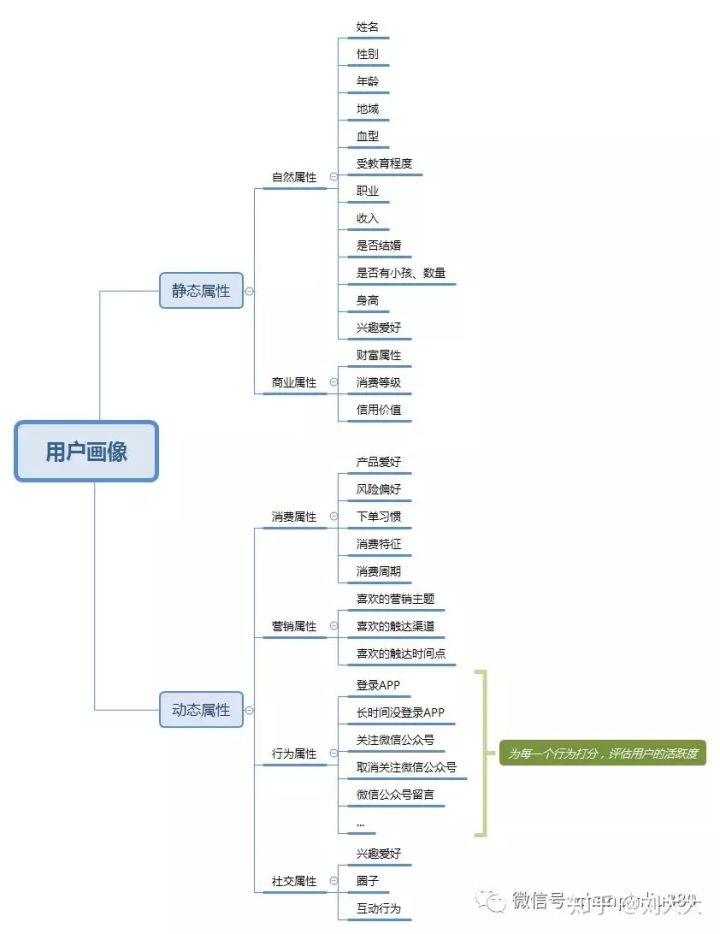 用户画像
静态属性
自然属性
姓名
性别
年龄
地域
血型
受教育程度
职业
收入
是否结婚
是否有小孩、数量
身高
兴趣爱好
商业属性
财富属性
消费等级
信用价值
动态属性
消费属性
产品爱好
风险偏好
下单习惯
消费特征
消费周期
营销属性
喜欢的营销主题
喜欢的触达渠道
喜欢的触达时间点
行为属性
登录APP
长时间没登录APP
关注微信公众号
取消关注微信公众号
微信公众号留言
...
为每一个行为打分，评估用户的活跃度
社交属性
兴趣爱好
圈子
互动行为
微信号
知乎